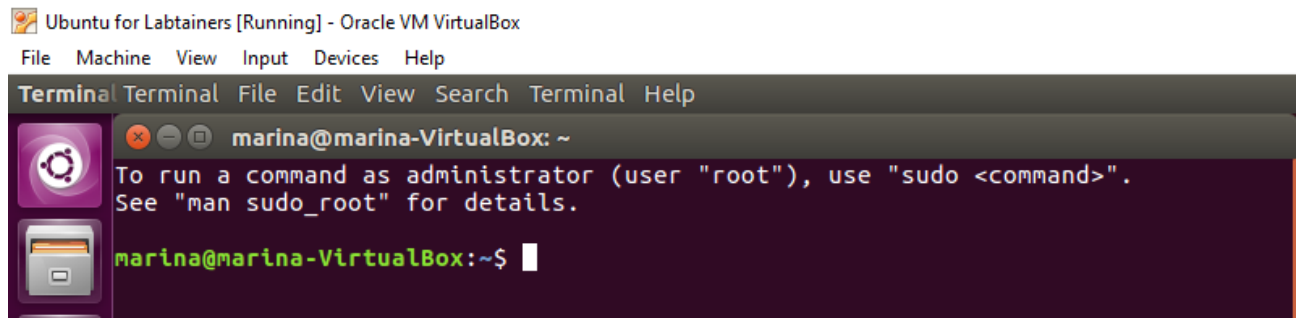 Ubuntu for Labtainers [Running] - Oracle VM VirtualBox
File Machine View Input Devices Help
Terminal Terminal File Edit View Search Terminal Help
marina@marina-VirtualBox: ~
To run a command as administrator (user "root"), use "sudo <command>".
See "man sudo_root" for details.
marina@marina-VirtualBox:~$